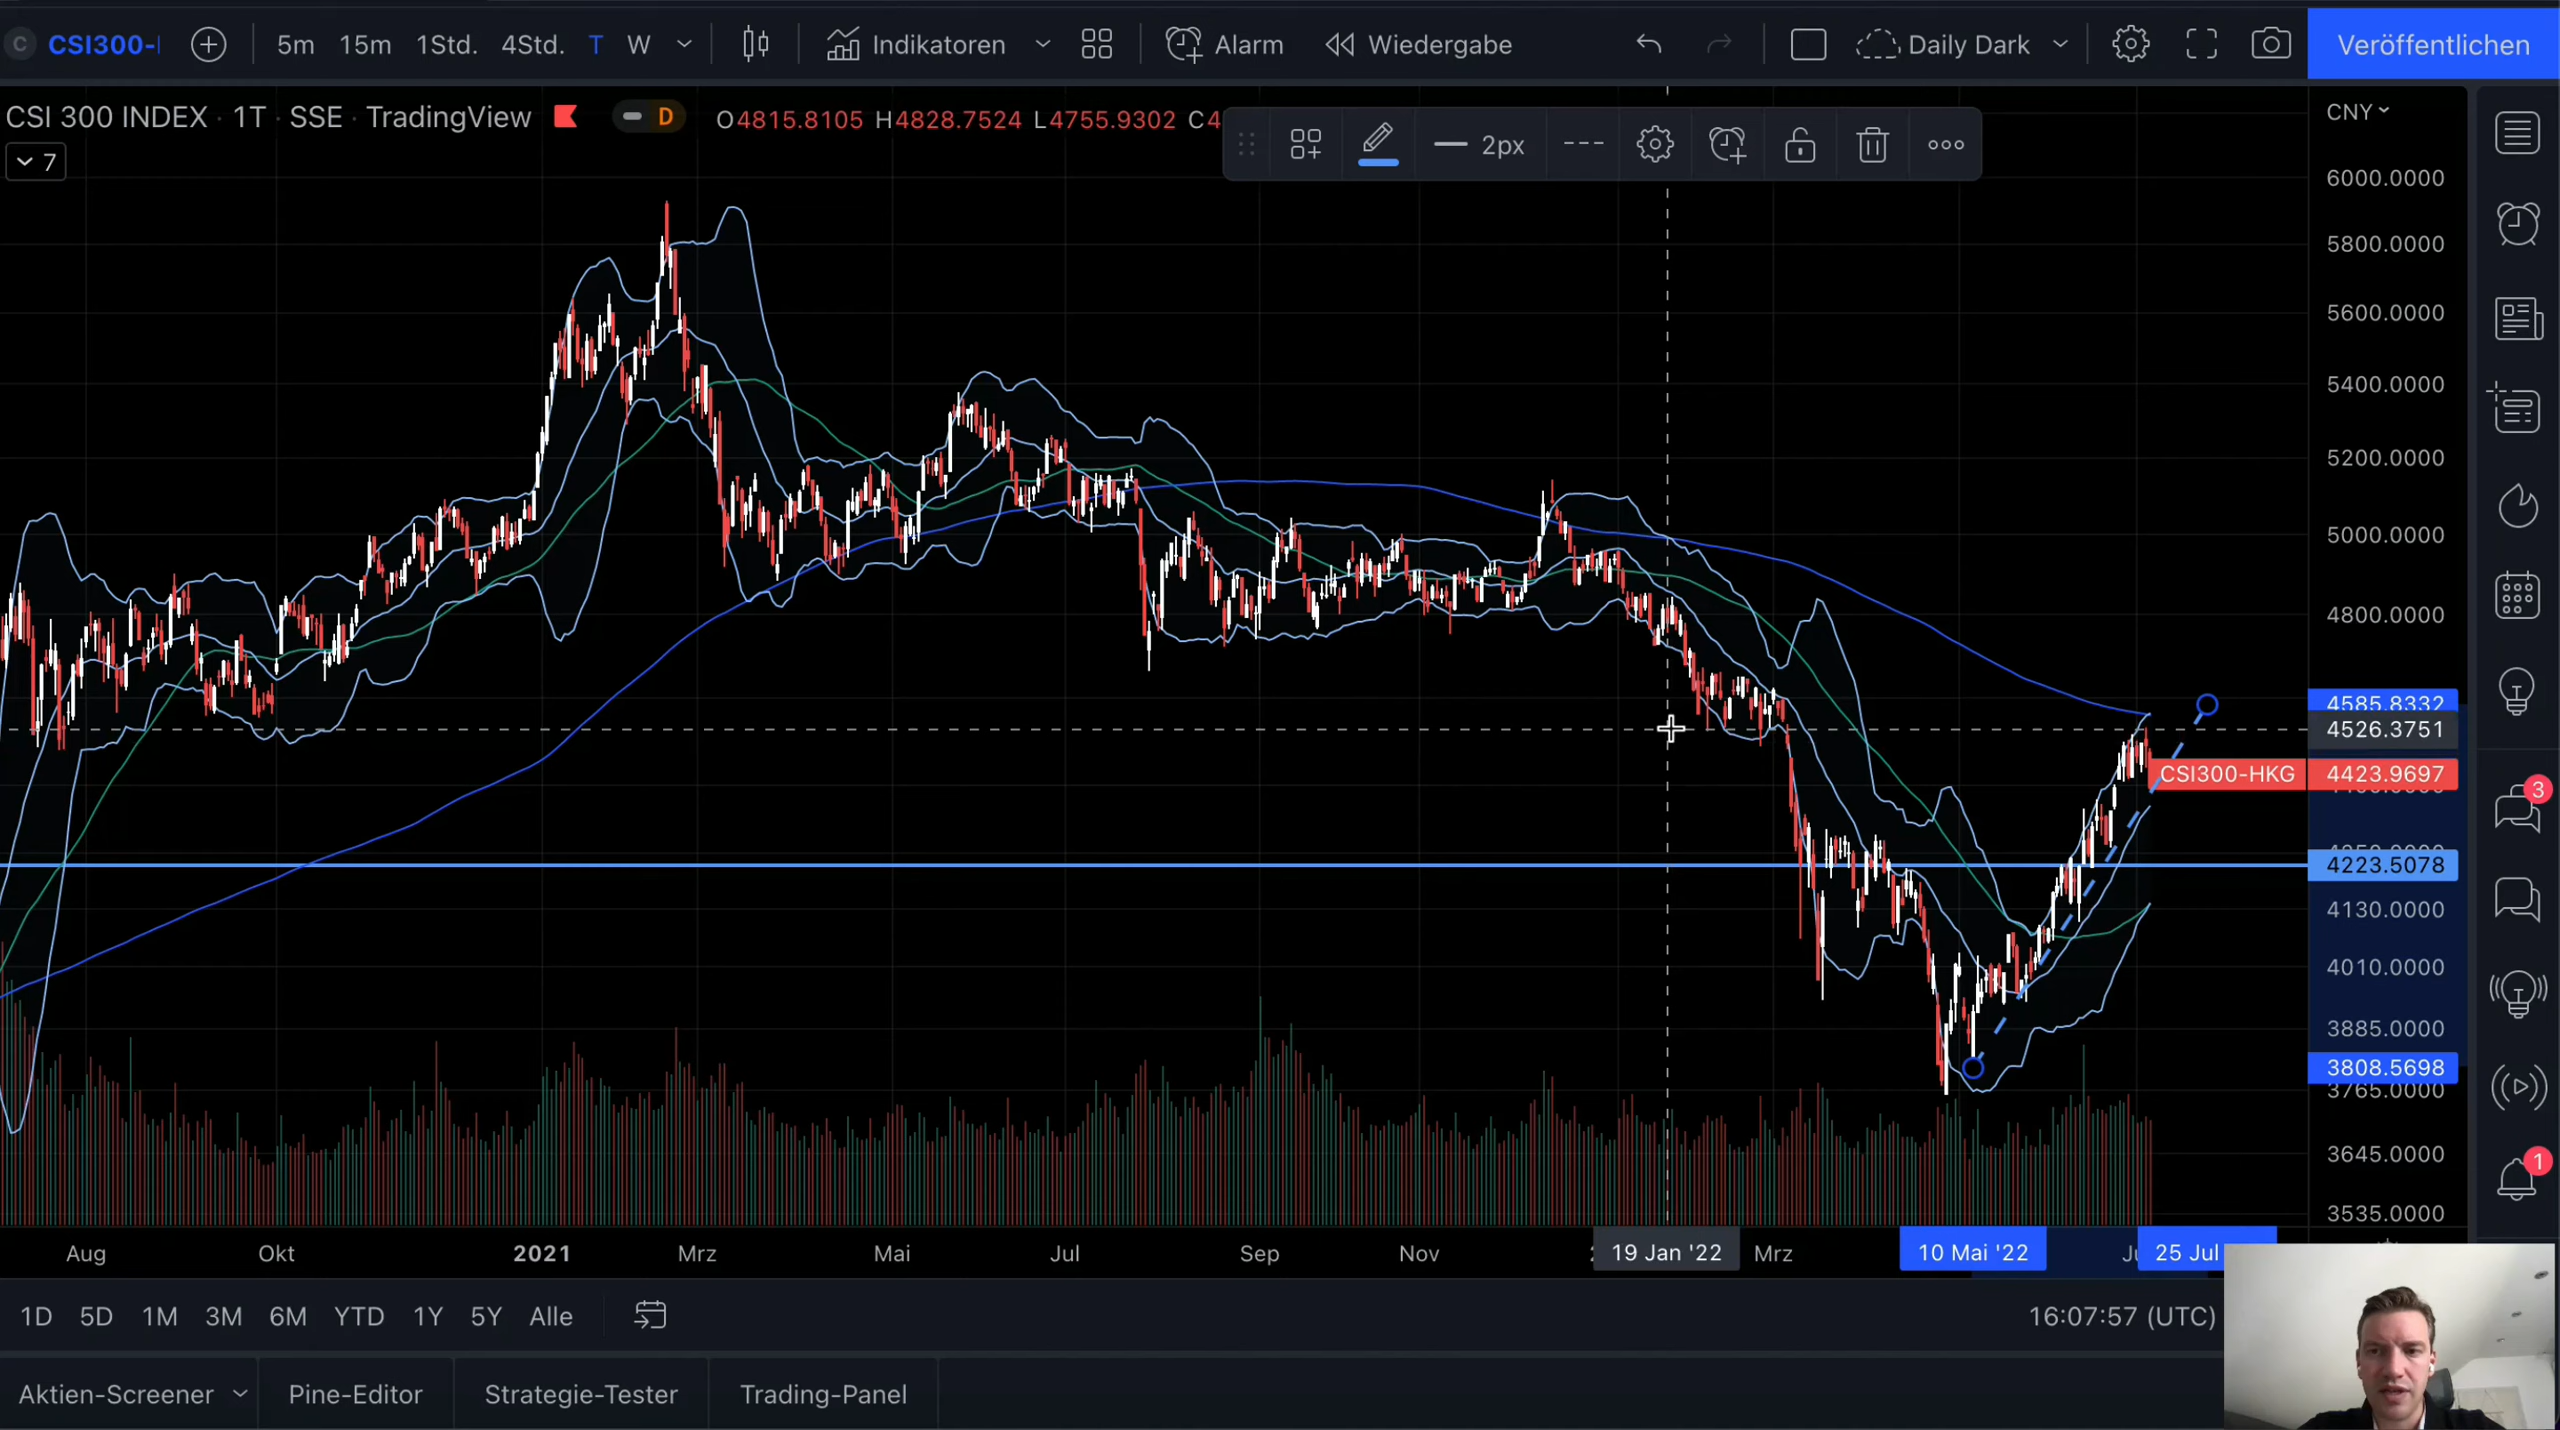 C CSI300- 5m 15m 1Std. 4Std. T W Indikatoren Alarm Wiedergabe Daily Dark Veröffentlichen
CSI 300 INDEX · 1T · SSE · TradingView D O4815.8105 H4828.7524 L4755.9302 C4
2px
CNY
7
6000.0000
5800.0000
5600.0000
5400.0000
5200.0000
5000.0000
4800.0000
4585.8332
4526.3751
CSI300-HKG 4423.9697
3
4223.5078
4130.0000
4010.0000
3885.0000
3808.5698
3765.0000
3645.0000
1
3535.0000
Aug Okt 2021 Mrz Mai Jul Sep Nov 19 Jan '22 Mrz 10 Mai '22 25 Jul
1D 5D 1M 3M 6M YTD 1Y 5Y Alle 16:07:57 (UTC)
Aktien-Screener Pine-Editor Strategie-Tester Trading-Panel